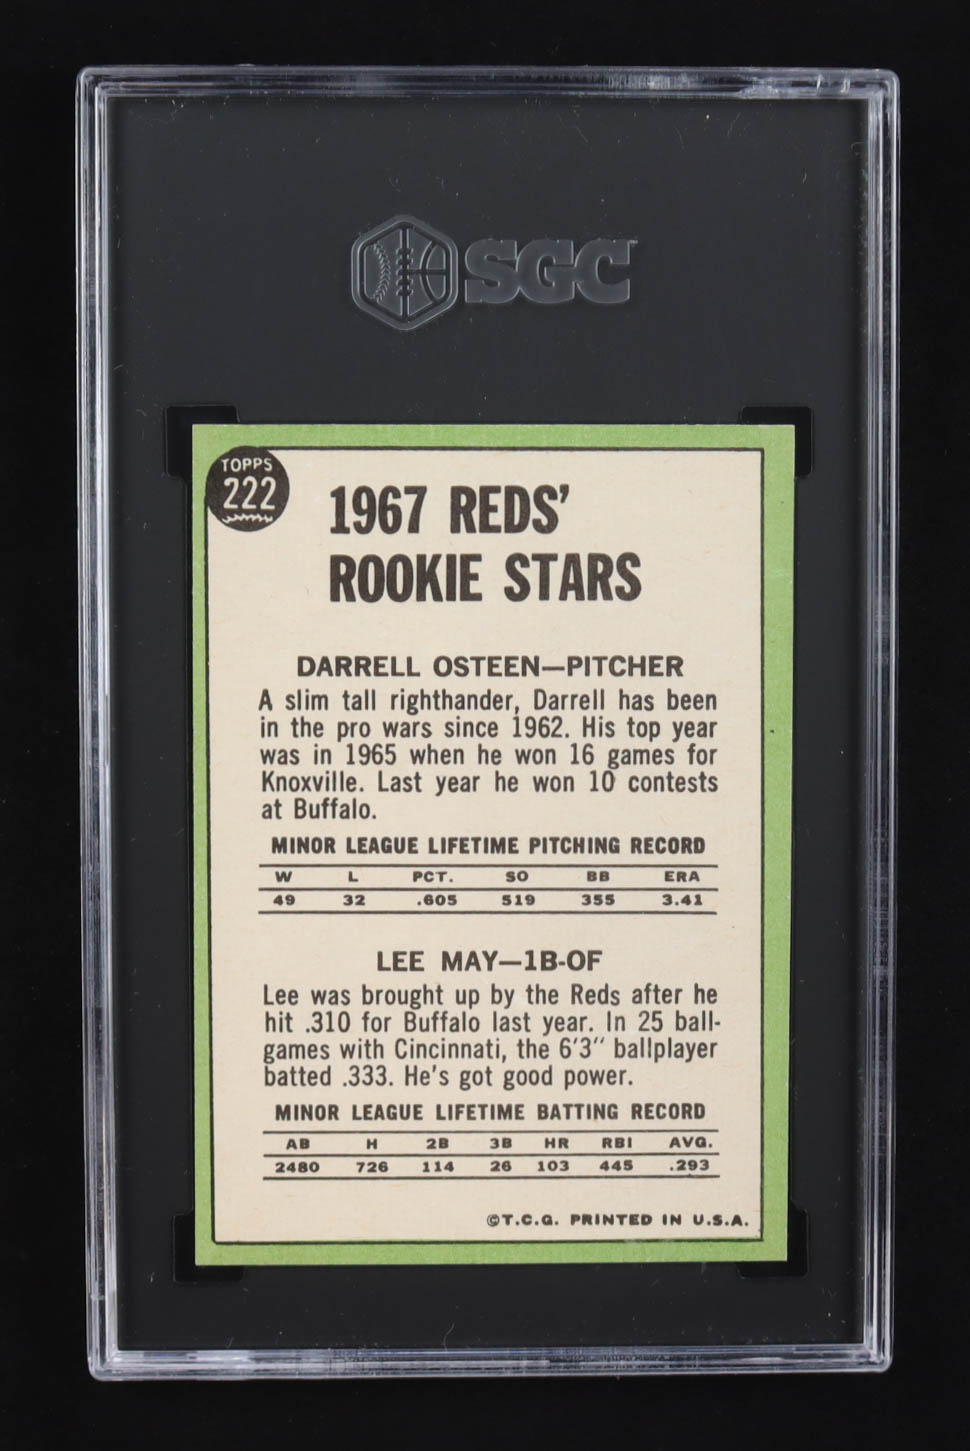 SGC
TOPPS
222
1967 REDS'
ROOKIE STARS
DARRELL OSTEEN—PITCHER
A slim tall righthander, Darrell has been
in the pro wars since 1962. His top year
was in 1965 when he won 16 games for
Knoxville. Last year he won 10 contests
at Buffalo.
MINOR LEAGUE LIFETIME PITCHING RECORD
W L PCT. SO BB ERA
49 32 .605 519 355 3.41
LEE MAY—1B-OF
Lee was brought up by the Reds after he
hit .310 for Buffalo last year. In 25 ball-
games with Cincinnati, the 6'3" ballplayer
batted .333. He's got good power.
MINOR LEAGUE LIFETIME BATTING RECORD
AB H 2B 3B HR RBI AVG.
2480 726 114 26 103 445 .293
©T.C.G. PRINTED IN U.S.A.